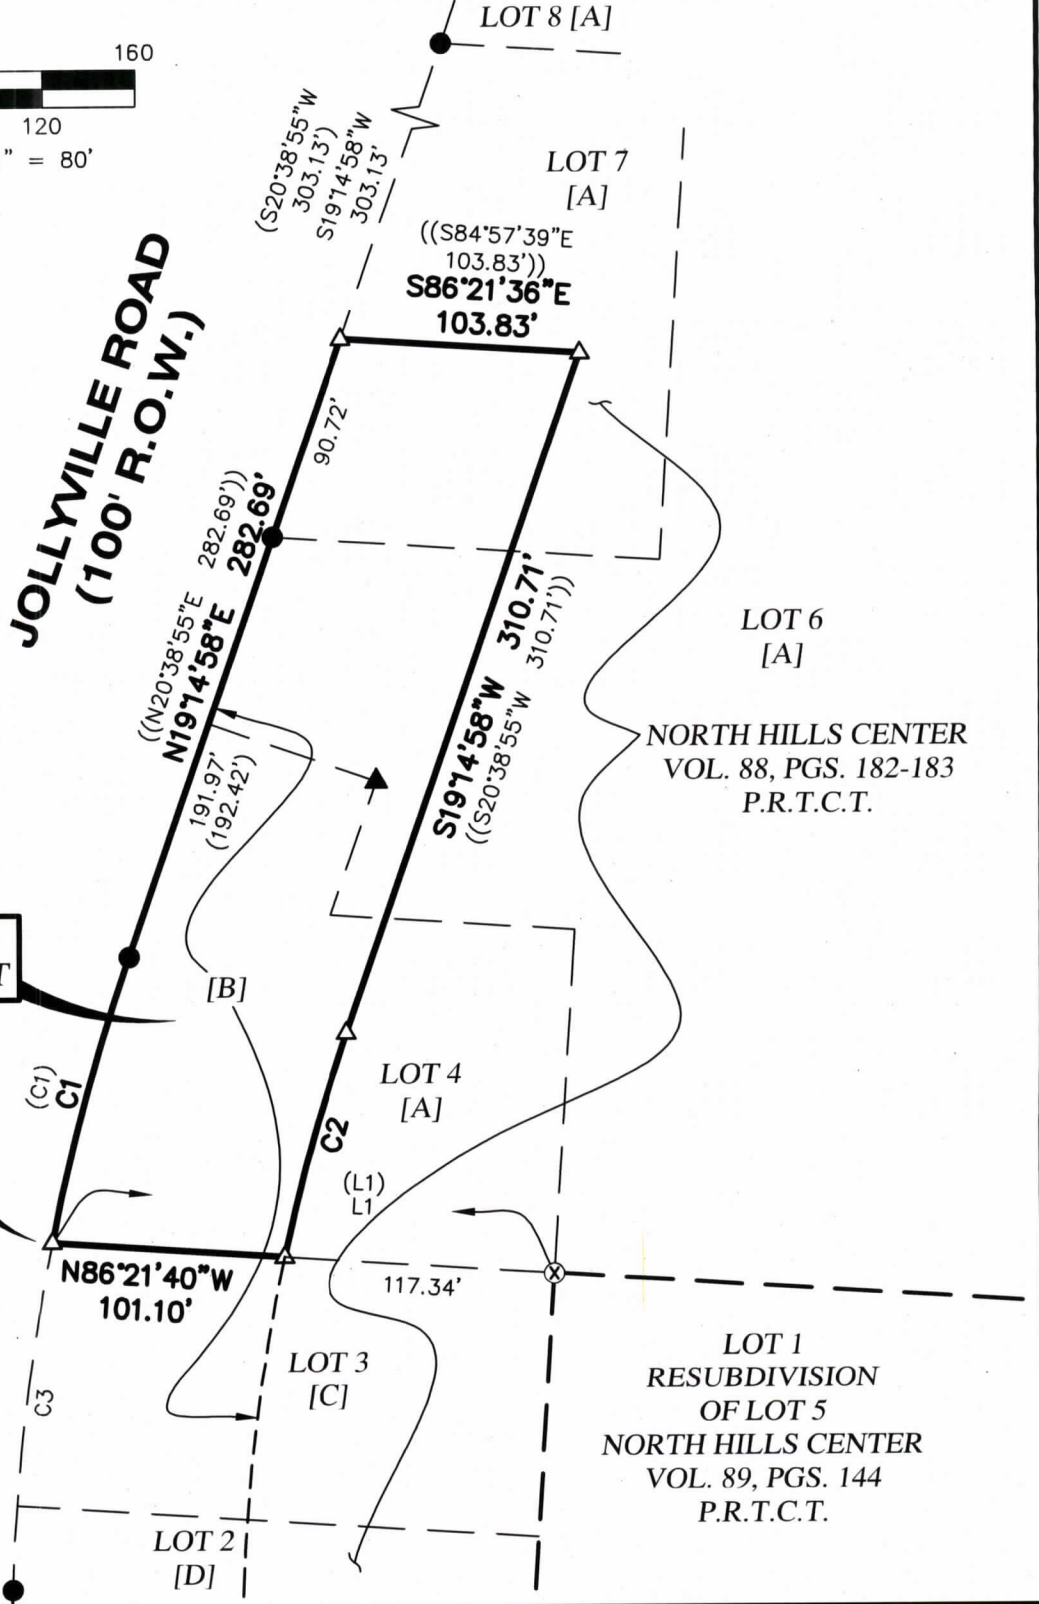 LOT 8 [A]
160
120
" = 80'
(S20°38'55"W
303.13')
S19°14'58"W
303.13'
LOT 7
[A]
((S84°57'39"E
103.83'))
S86°21'36"E
103.83'
JOLLYVILLE ROAD
(100' R.O.W.)
90.72'
((N20°38'55"E 282.69'))
N19°14'58"E 282.69'
191.97'
(192.42')
S19°14'58"W 310.71'
((S20°38'55"W 310.71'))
LOT 6
[A]
NORTH HILLS CENTER
VOL. 88, PGS. 182-183
P.R.T.C.T.
T
[B]
(C1)
C1
LOT 4
[A]
C2
(L1)
L1
N86°21'40"W
101.10'
117.34'
X
C3
LOT 3
[C]
LOT 1
RESUBDIVISION
OF LOT 5
NORTH HILLS CENTER
VOL. 89, PGS. 144
P.R.T.C.T.
LOT 2
[D]